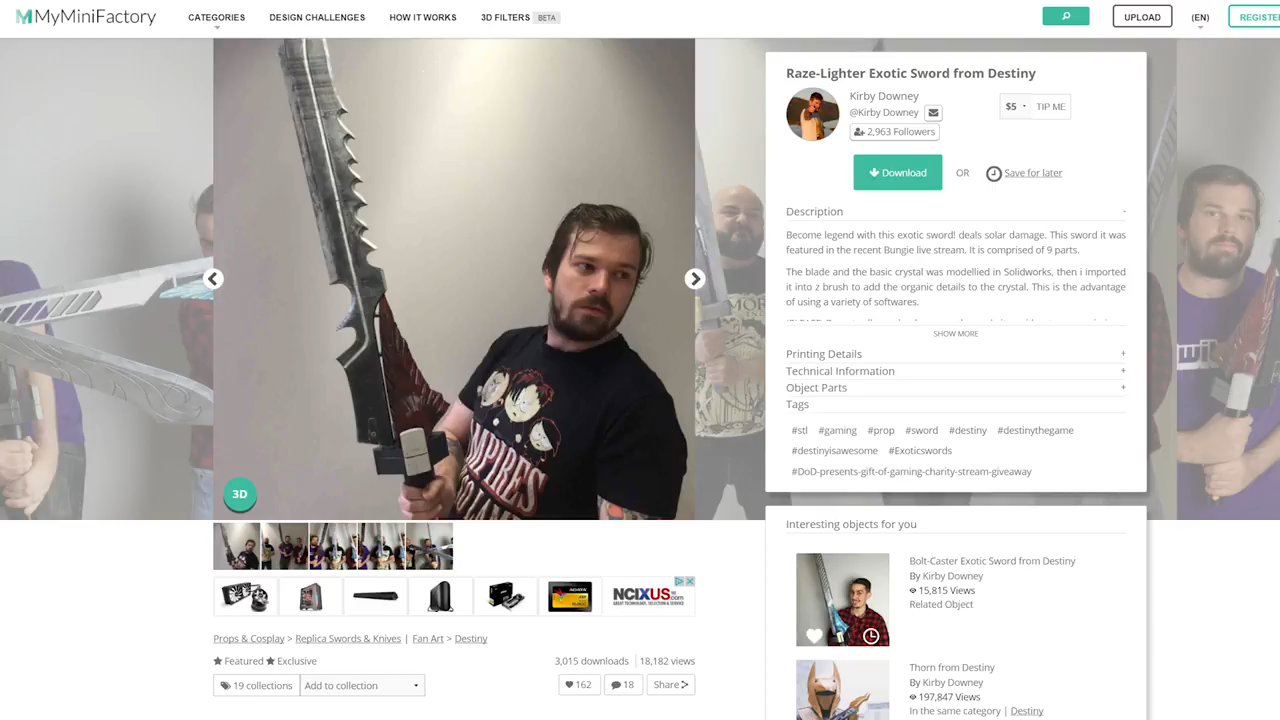 MyMiniFactory
CATEGORIES
DESIGN CHALLENGES
HOW IT WORKS
3D FILTERS
BETA
UPLOAD
(EN)
Raze-Lighter Exotic Sword from Destiny
Kirby Downey
@Kirby Downey
2,963 Followers
$5
TIP ME
Download
OR
Save for later
Description
-
Become legend with this exotic sword! deals solar damage. This sword it was
featured in the recent Bungie live stream. It is comprised of 9 parts.
The blade and the basic crystal was modellied in Solidworks, then i imported
it into z brush to add the organic details to the crystal. This is the advantage
of using a variety of softwares.
SHOW MORE
Printing Details
+
Technical Information
+
Object Parts
+
Tags
#stl #gaming #prop #sword #destiny #destinythegame
#destinyisawesome #Exoticswords
#DoD-presents-gift-of-gaming-charity-stream-giveaway
3D
NCIXUS.com
Props & Cosplay > Replica Swords & Knives | Fan Art > Destiny
Featured Exclusive
3,015 downloads
18,182 views
19 collections
Add to collection
162
18
Share
Interesting objects for you
Bolt-Caster Exotic Sword from Destiny
By Kirby Downey
15,815 Views
Related Object
Thorn from Destiny
By Kirby Downey
197,847 Views
In the same category | Destiny